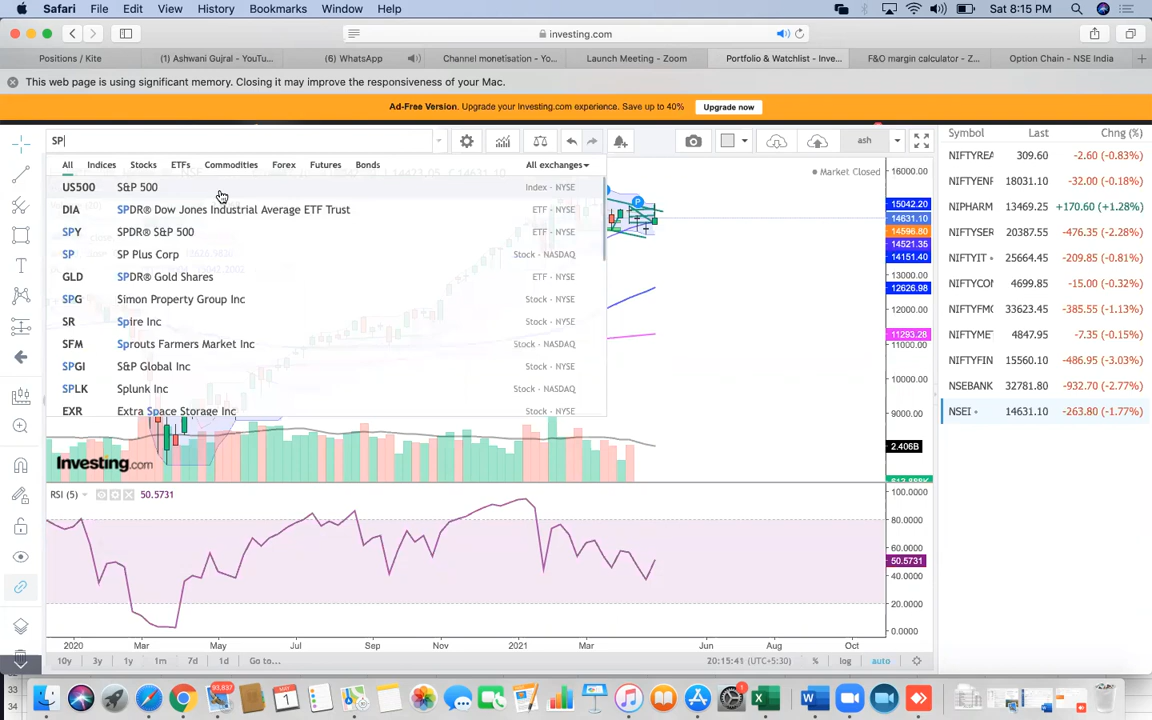 Safari File Edit View History Bookmarks Window Help Sat 8:15 PM
investing.com
Positions / Kite (1) Ashwani Gujral - YouTu... (6) WhatsApp Channel monetisation - Yo... Launch Meeting - Zoom Portfolio & Watchlist - Inve... F&O margin calculator - Z... Option Chain - NSE India
This web page is using significant memory. Closing it may improve the responsiveness of your Mac.
Ad-Free Version. Upgrade your Investing.com experience. Save up to 40% Upgrade now
SP ash
All Indices Stocks ETFs Commodities Forex Futures Bonds All exchanges
US500 S&P 500 Index - NYSE
DIA SPDR® Dow Jones Industrial Average ETF Trust ETF - NYSE
SPY SPDR® S&P 500 ETF - NYSE
SP SP Plus Corp Stock - NASDAQ
GLD SPDR® Gold Shares ETF - NYSE
SPG Simon Property Group Inc Stock - NYSE
SR Spire Inc Stock - NYSE
SFM Sprouts Farmers Market Inc Stock - NASDAQ
SPGI S&P Global Inc Stock - NYSE
SPLK Splunk Inc Stock - NASDAQ
EXR Extra Space Storage Inc Stock - NYSE
Market Closed
P
16000.00
15042.20
14631.10
14596.80
14521.35
14151.40
13000.00
12626.98
11293.28
11000.00
10000.00
9000.00
2.406B
Symbol Last Chng (%)
NIFTYREA 309.60 -2.60 (-0.83%)
NIFTYENF 18031.10 -32.00 (-0.18%)
NIPHARM 13469.25 +170.60 (+1.28%)
NIFTYSER 20387.55 -476.35 (-2.28%)
NIFTYIT 25664.45 -209.85 (-0.81%)
NIFTYCON 4699.85 -15.00 (-0.32%)
NIFTYFMC 33623.45 -385.55 (-1.13%)
NIFTYMET 4847.95 -7.35 (-0.15%)
NIFTYFIN 15560.10 -486.95 (-3.03%)
NSEBANK 32781.80 -932.70 (-2.77%)
NSEI 14631.10 -263.80 (-1.77%)
Investing.com
RSI (5) 50.5731
100.0000
80.0000
60.0000
50.5731
40.0000
20.0000
0.0000
2020 Mar May Jul Sep Nov 2021 Mar Jun Aug Oct
10y 3y 1y 1m 7d 1d Go to... 20:15:41 (UTC+5:30) % log auto
33
34
93,837
MAY
1
1